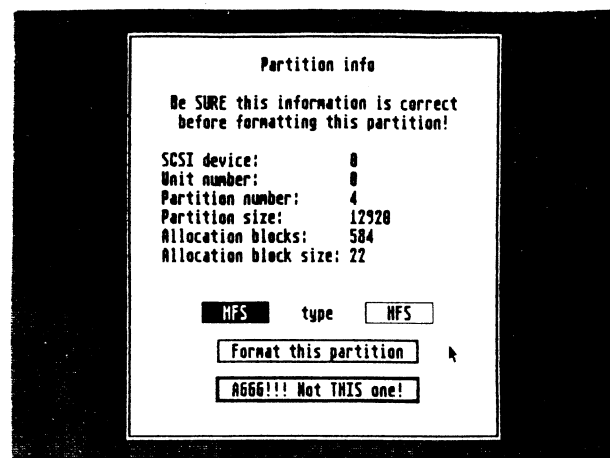 Partition info
Be SURE this information is correct
before formatting this partition!
SCSI device: 0
Unit number: 0
Partition number: 4
Partition size: 12920
Allocation blocks: 584
Allocation block size: 22
type
Format this partition
AGGG!!! Not THIS one!